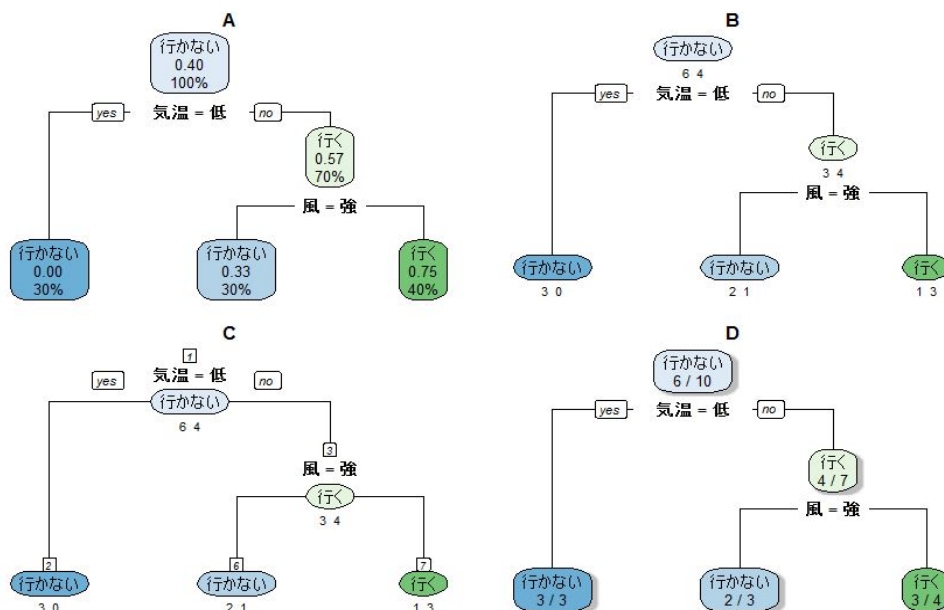 A
行かない
0.40
100%
yes 気温 = 低 no
行く
0.57
70%
風 = 強
行かない 行かない 行く
0.00 0.33 0.75
30% 30% 40%
B
行かない
6 4
yes 気温 = 低 no
行く
3 4
風 = 強
行かない 行かない 行く
3 0 2 1 1 3
C
1
yes 気温 = 低 no
行かない
6 4
3
風 = 強
行く
3 4
2 6 7
行かない 行かない 行く
3 0 2 1 1 3
D
行かない
6 / 10
yes 気温 = 低 no
行く
4 / 7
風 = 強
行かない 行かない 行く
3 / 3 2 / 3 3 / 4